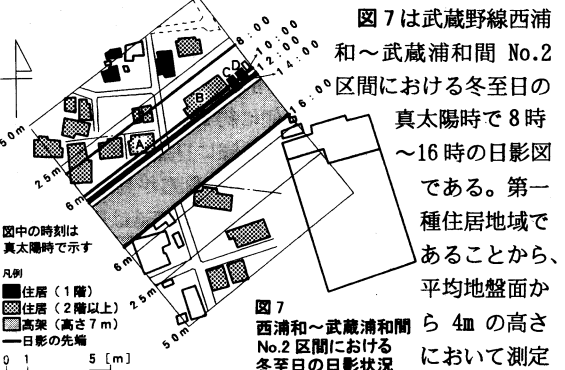 図7は武蔵野線西浦
和～武蔵浦和間 No.2
区間における冬至日の
真太陽時で8時
～16時の日影図
である。第一
種住居地域で
あることから、
平均地盤面か
ら 4m の高さ
において測定
8:00
10:00
12:00
14:00
16:00
A
B
C
D
50m
25m
6m
6m
25m
50m
図中の時刻は
真太陽時で示す
凡例
住居（1階）
住居（2階以上）
高架（高さ7m）
日影の先端
0 1 5 [m]
図7
西浦和～武蔵浦和間
No.2 区間における
冬至日の日影状況